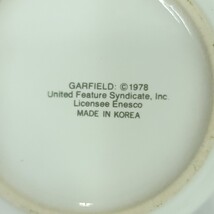 GARFIELD: ©1978
United Feature Syndicate, Inc.
Licensee Enesco
MADE IN KOREA